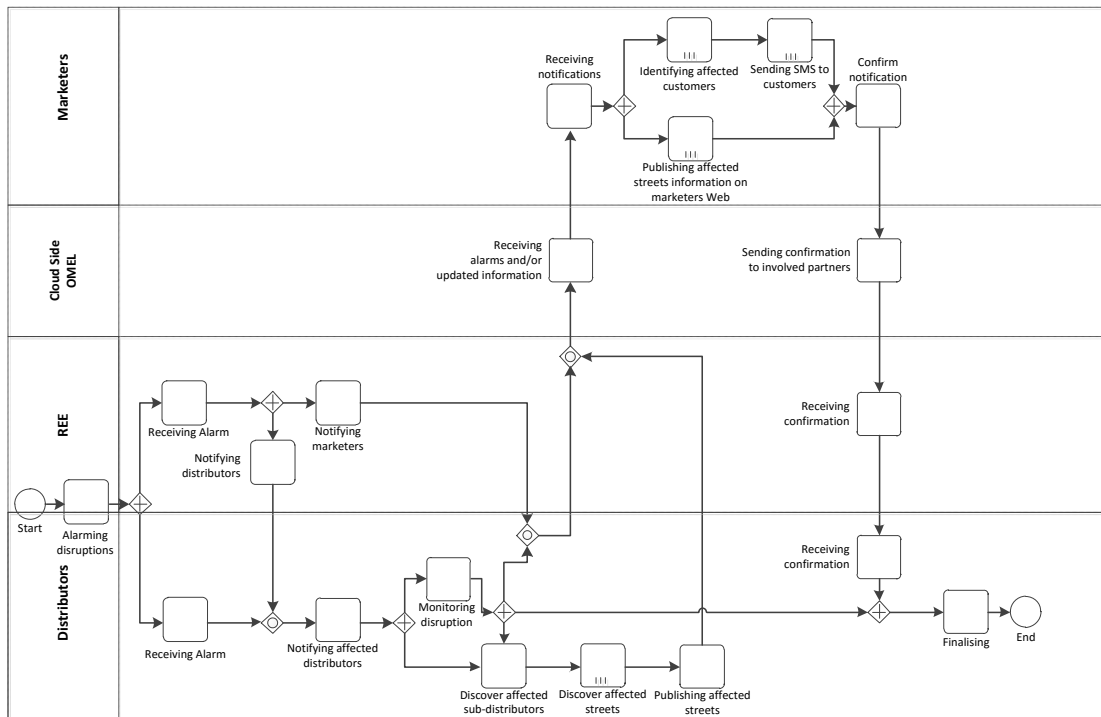 Marketers
Receiving
notifications
Identifying affected
customers
Sending SMS to
customers
Confirm
notification
Publishing affected
streets information on
marketers Web
Cloud Side
OMEL
Receiving
alarms and/or
updated information
Sending confirmation
to involved partners
REE
Receiving Alarm
Notifying
marketers
Notifying
distributors
Receiving
confirmation
Start
Alarming
disruptions
Distributors
Receiving
confirmation
Monitoring
disruption
Receiving Alarm
Notifying affected
distributors
Finalising
End
Discover affected
sub-distributors
Discover affected
streets
Publishing affected
streets